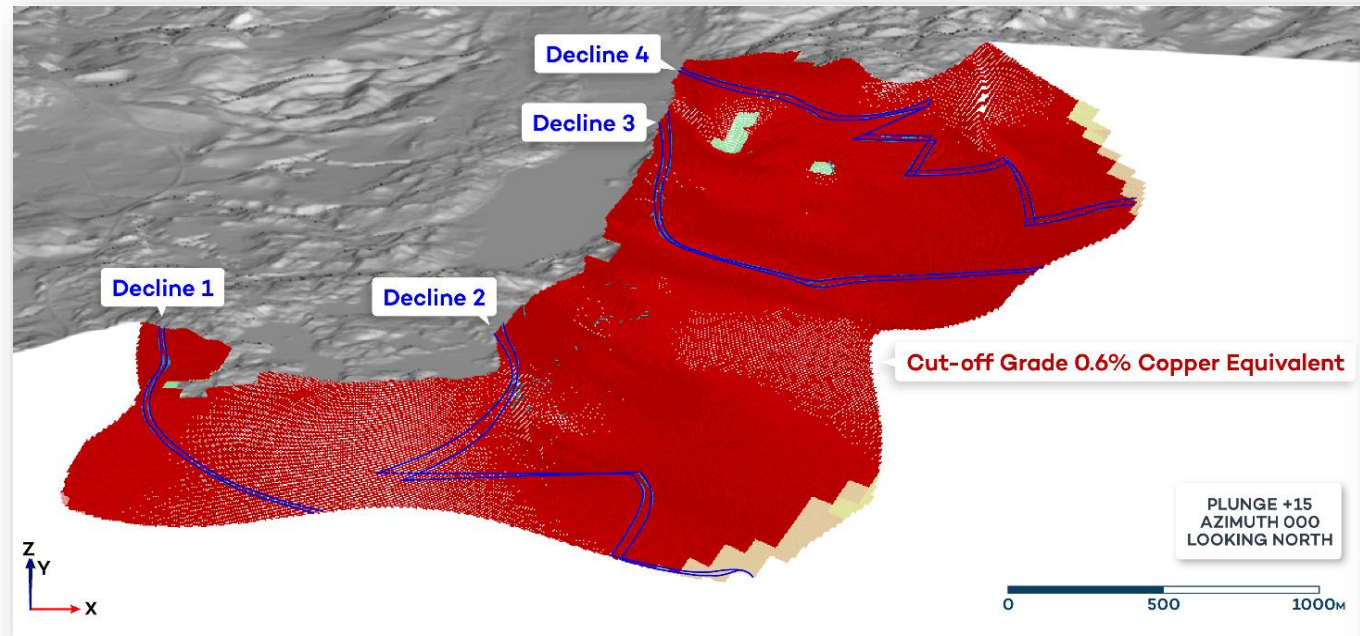 Decline 4
Decline 3
Decline 1
Decline 2
Cut-off Grade 0.6% Copper Equivalent
PLUNGE +15
AZIMUTH 000
LOOKING NORTH
Z
Y
X
0 500 1000M